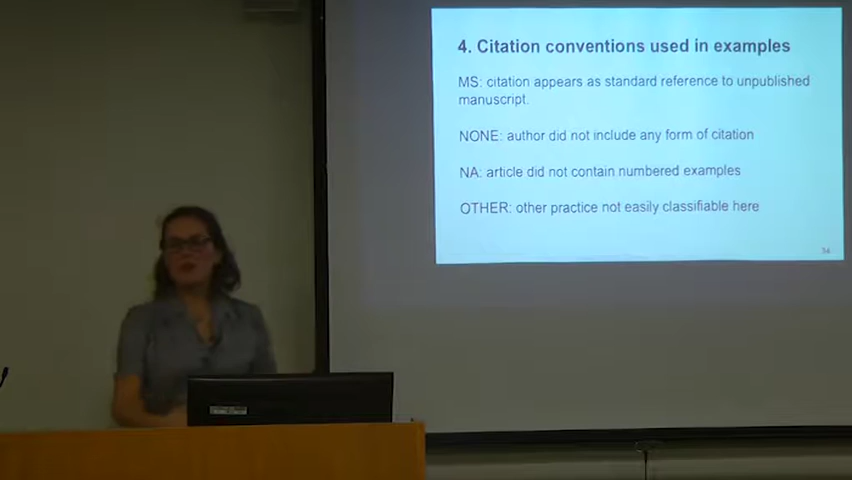 4. Citation conventions used in examples
MS: citation appears as standard reference to unpublished
manuscript.
NONE: author did not include any form of citation
NA: article did not contain numbered examples
OTHER: other practice not easily classifiable here